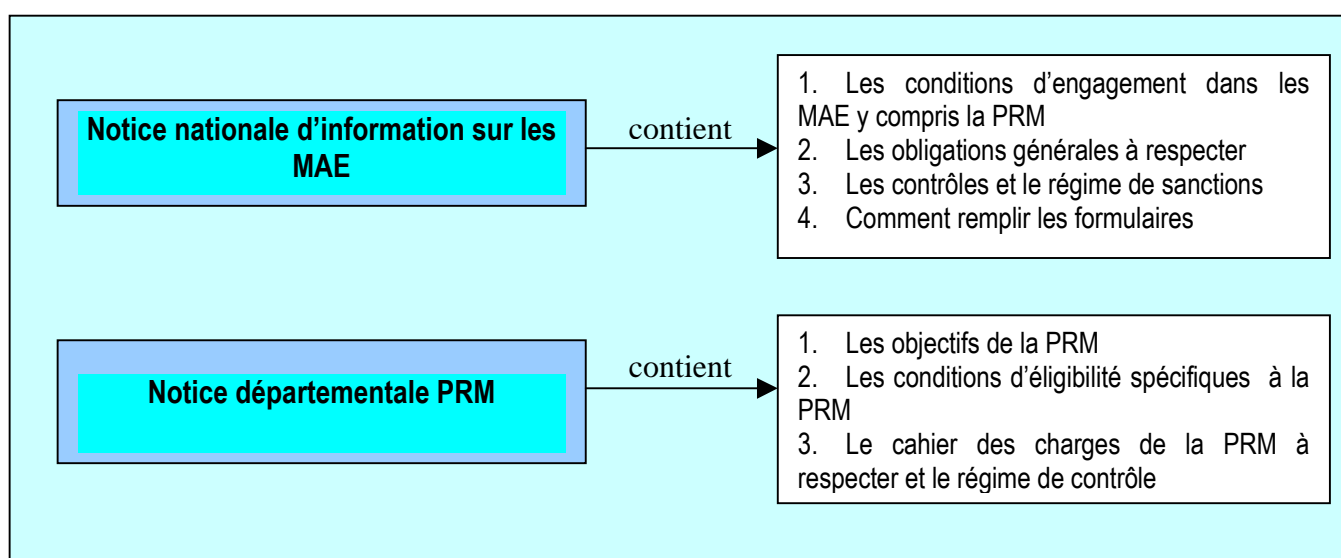 Notice nationale d’information sur les
MAE
contient
1. Les conditions d’engagement dans les
MAE y compris la PRM
2. Les obligations générales à respecter
3. Les contrôles et le régime de sanctions
4. Comment remplir les formulaires
Notice départementale PRM
contient
1. Les objectifs de la PRM
2. Les conditions d’éligibilité spécifiques à la
PRM
3. Le cahier des charges de la PRM à
respecter et le régime de contrôle